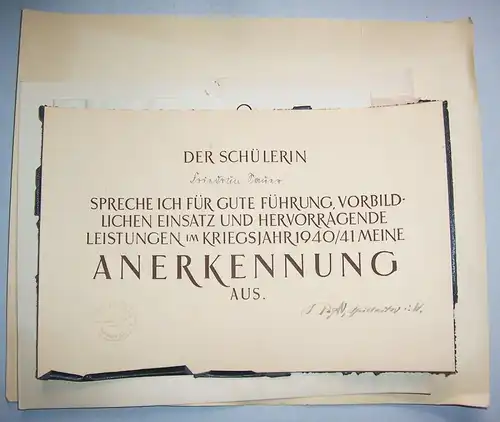 DER SCHÜLERIN
Sauer
SPRECHE ICH FÜR GUTE FÜHRUNG, VORBILD-
LICHEN EINSATZ UND HERVORRAGENDE
LEISTUNGEN IM KRIEGSJAHR 1940/41 MEINE
ANERKENNUNG
AUS.